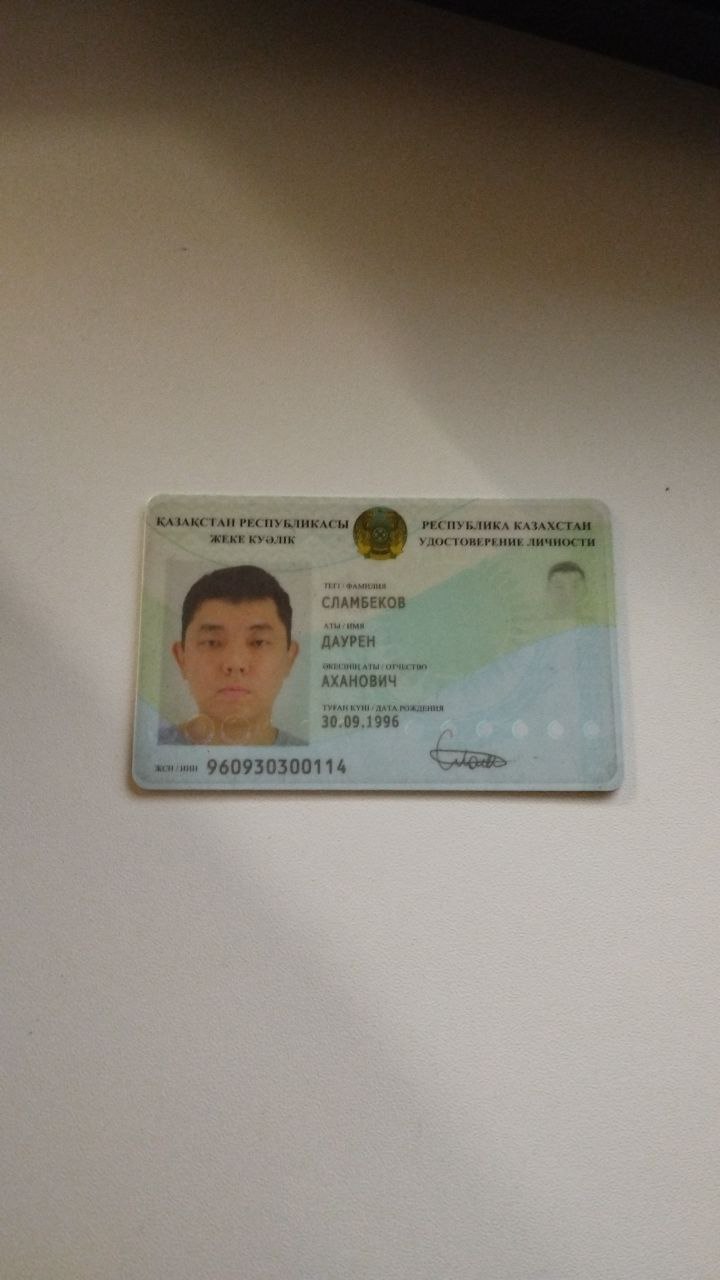 ҚАЗАҚСТАН РЕСПУБЛИКАСЫ
ЖЕКЕ КУӘЛІК
РЕСПУБЛИКА КАЗАХСТАН
УДОСТОВЕРЕНИЕ ЛИЧНОСТИ
ТЕГІ / ФАМИЛИЯ
СЛАМБЕКОВ
АТЫ / ИМЯ
ДАУРЕН
ӘКЕСІНІҢ АТЫ / ОТЧЕСТВО
АХАНОВИЧ
ТУҒАН КҮНІ / ДАТА РОЖДЕНИЯ
30.09.1996
ЖСН / ИИН 960930300114